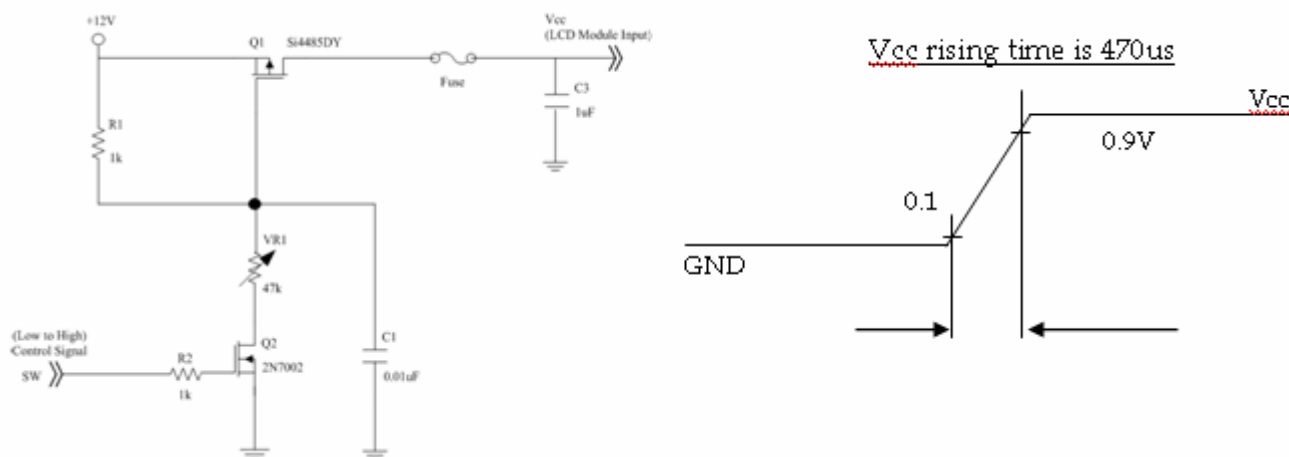 +12V
Q1
Si4485DY
Vcc
(LCD Module Input)
Fuse
C3
1uF
R1
1k
VR1
47k
(Low to High)
Control Signal
SW
R2
1k
Q2
2N7002
C1
0.01uF
Vcc rising time is 470us
Vcc
0.9V
0.1
GND